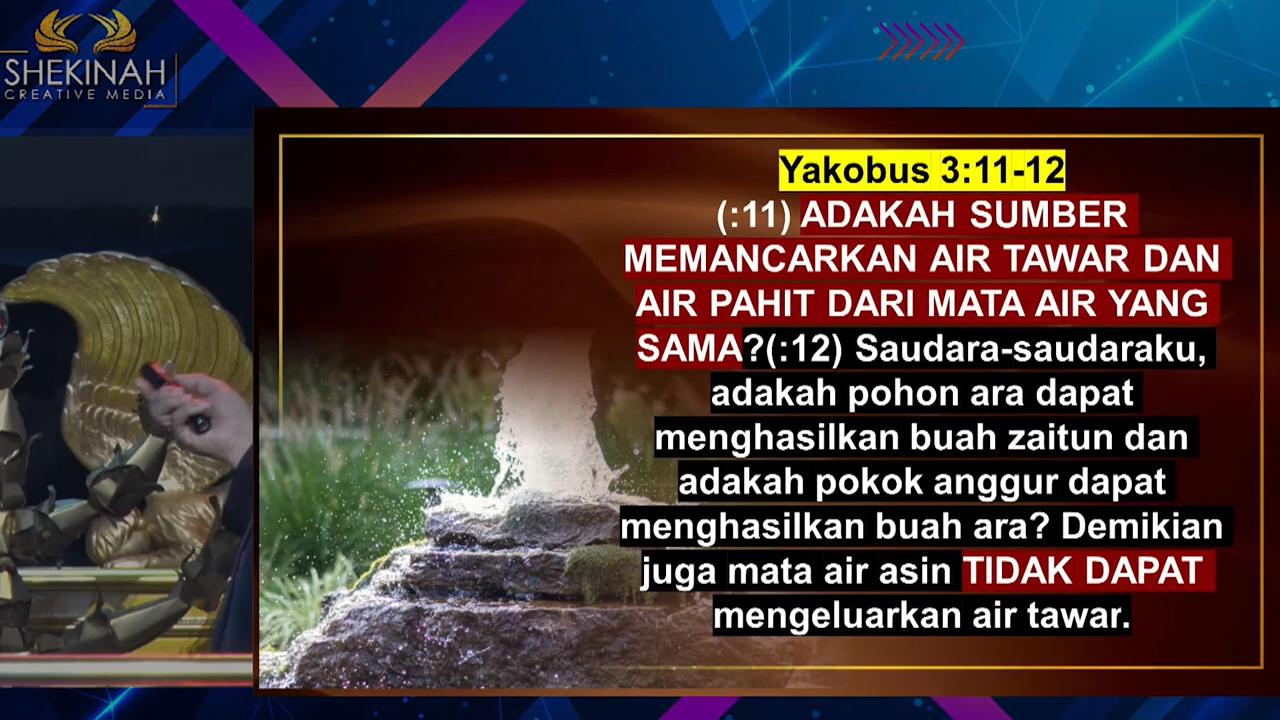 SHEKINAH
CREATIVE MEDIA
Yakobus 3:11-12
(:11) ADAKAH SUMBER
MEMANCARKAN AIR TAWAR DAN
AIR PAHIT DARI MATA AIR YANG
SAMA?(:12) Saudara-saudaraku,
adakah pohon ara dapat
menghasilkan buah zaitun dan
adakah pokok anggur dapat
menghasilkan buah ara? Demikian
juga mata air asin TIDAK DAPAT
mengeluarkan air tawar.